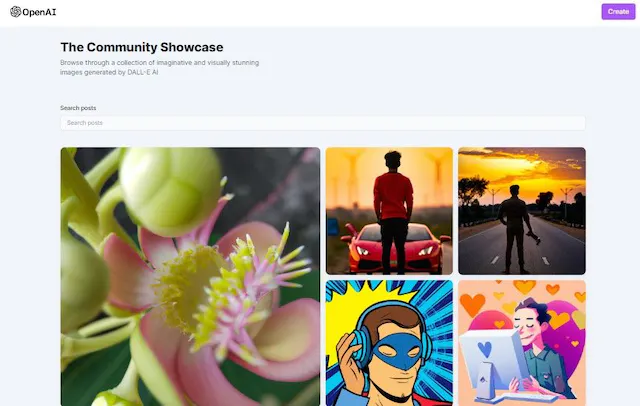 OpenAI
Create
The Community Showcase
Browse through a collection of imaginative and visually stunning
images generated by DALL-E AI
Search posts
Search posts